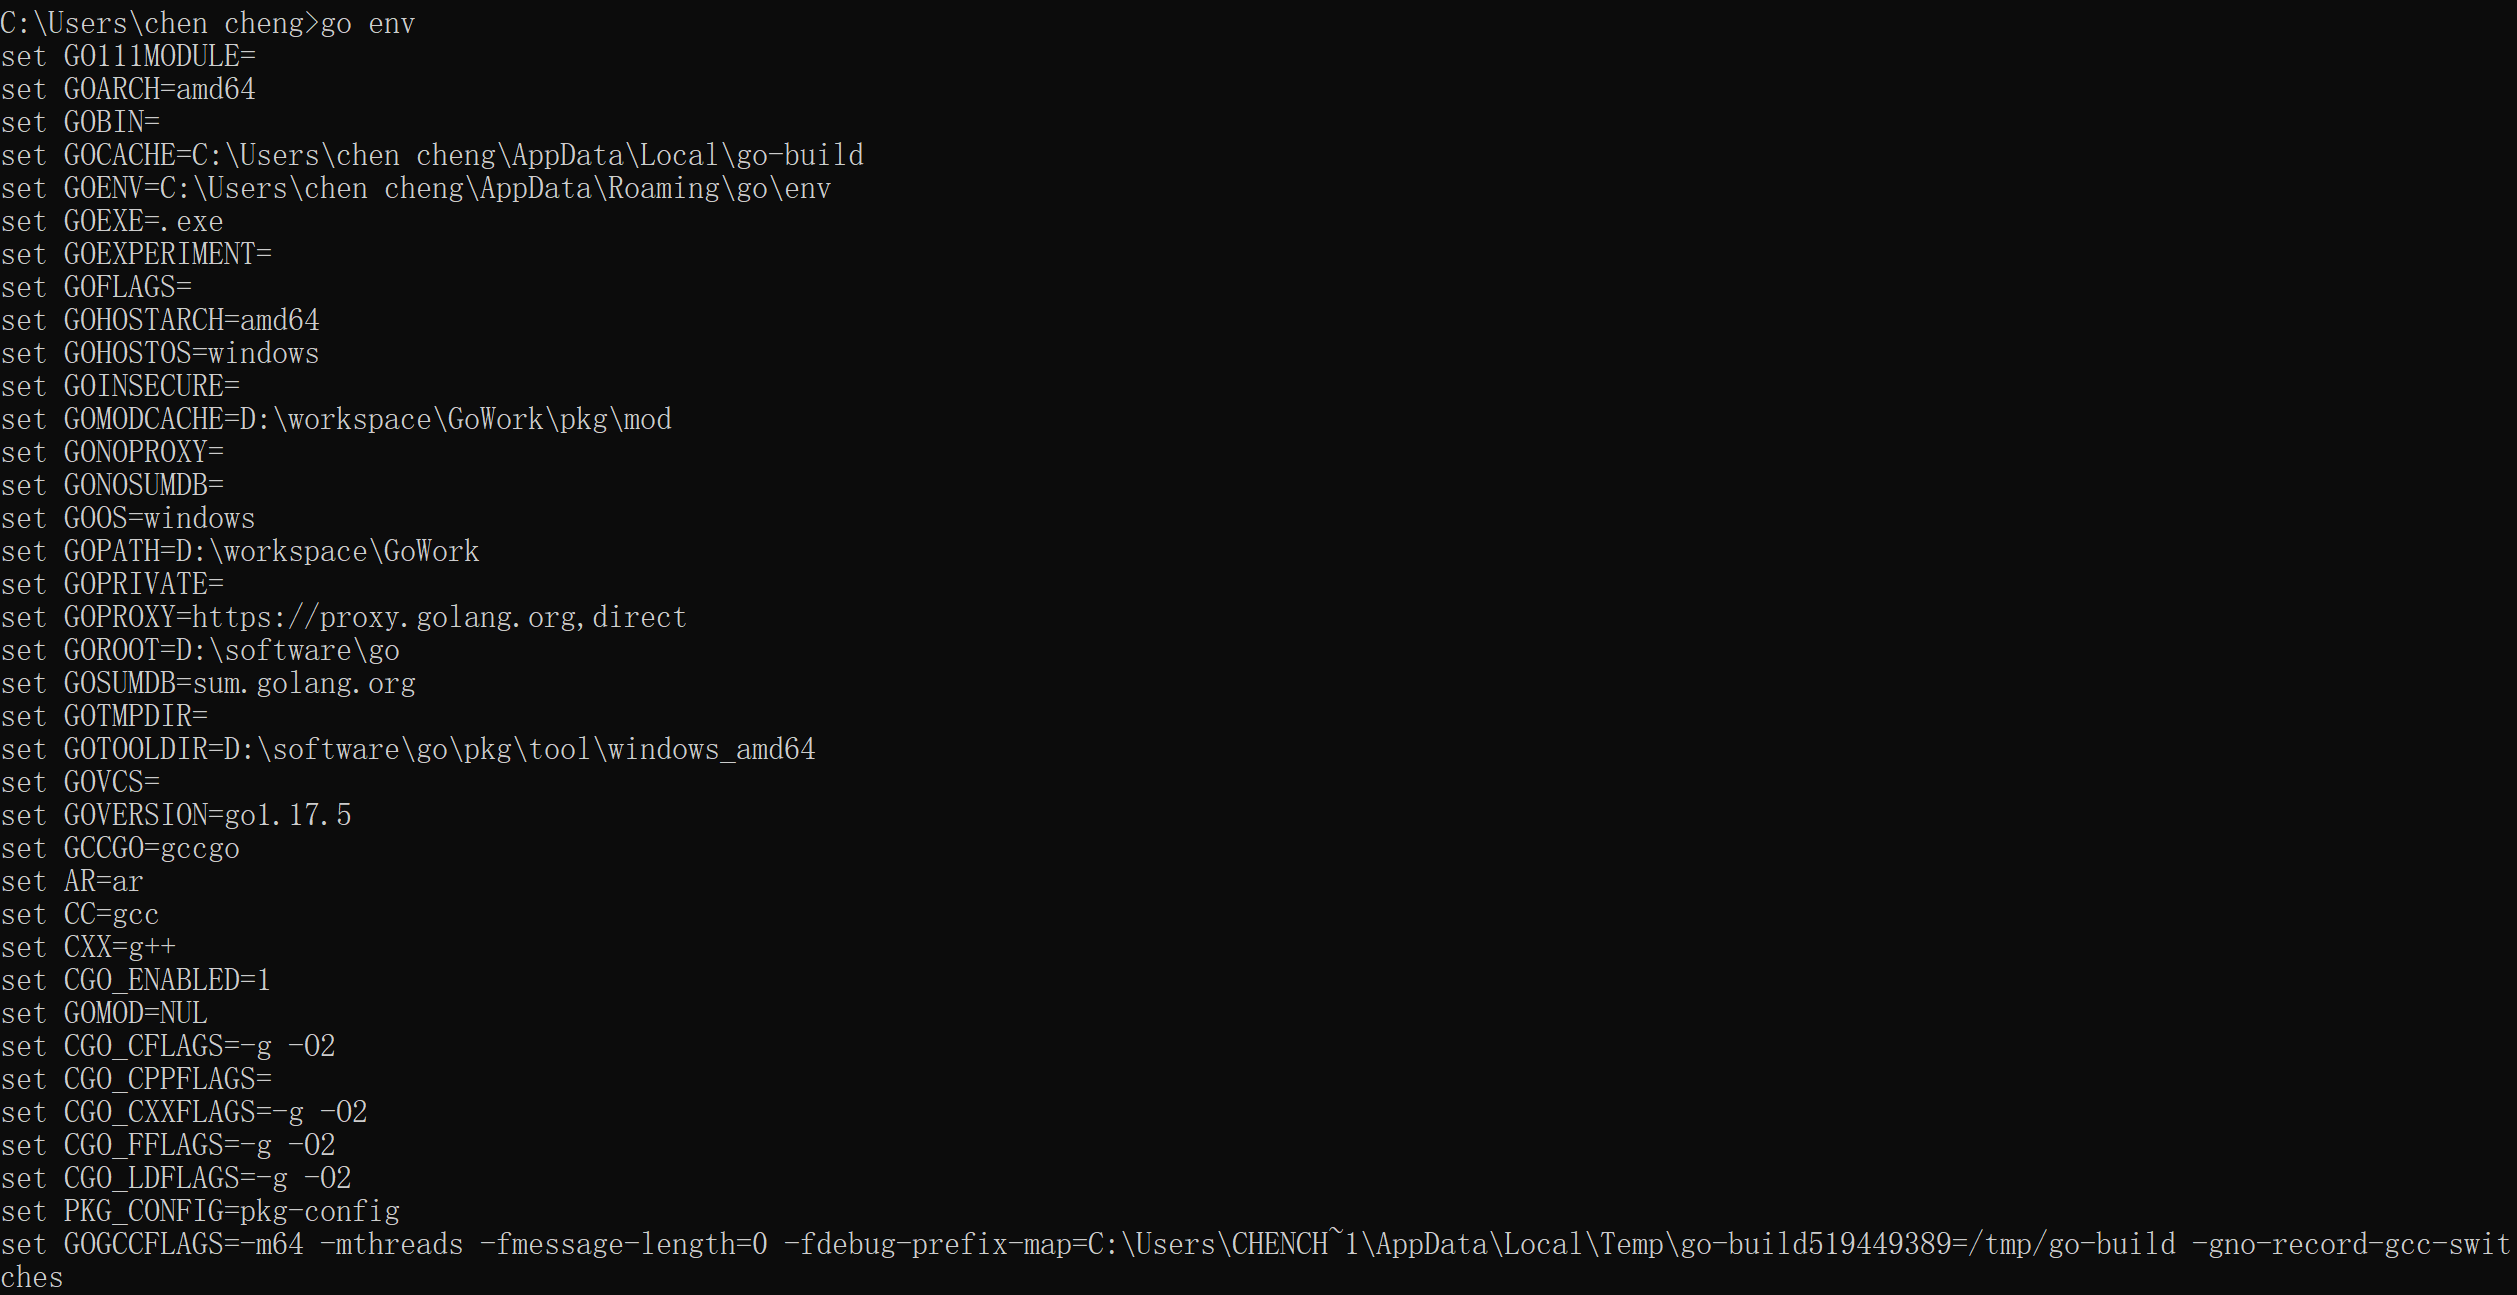 C:\Users\chen cheng>go env
set GO111MODULE=
set GOARCH=amd64
set GOBIN=
set GOCACHE=C:\Users\chen cheng\AppData\Local\go-build
set GOENV=C:\Users\chen cheng\AppData\Roaming\go\env
set GOEXE=.exe
set GOEXPERIMENT=
set GOFLAGS=
set GOHOSTARCH=amd64
set GOHOSTOS=windows
set GOINSECURE=
set GOMODCACHE=D:\workspace\GoWork\pkg\mod
set GONOPROXY=
set GONOSUMDB=
set GOOS=windows
set GOPATH=D:\workspace\GoWork
set GOPRIVATE=
set GOPROXY=https://proxy.golang.org,direct
set GOROOT=D:\software\go
set GOSUMDB=sum.golang.org
set GOTMPDIR=
set GOTOOLDIR=D:\software\go\pkg\tool\windows_amd64
set GOVCS=
set GOVERSION=go1.17.5
set GCCGO=gccgo
set AR=ar
set CC=gcc
set CXX=g++
set CGO_ENABLED=1
set GOMOD=NUL
set CGO_CFLAGS=-g -O2
set CGO_CPPFLAGS=
set CGO_CXXFLAGS=-g -O2
set CGO_FFLAGS=-g -O2
set CGO_LDFLAGS=-g -O2
set PKG_CONFIG=pkg-config
set GOGCCFLAGS=-m64 -mthreads -fmessage-length=0 -fdebug-prefix-map=C:\Users\CHENCH~1\AppData\Local\Temp\go-build519449389=/tmp/go-build -gno-record-gcc-swit
ches